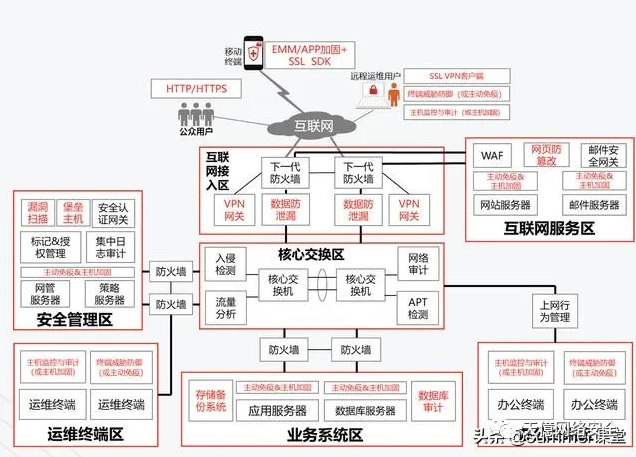 移动
终端
EMM/APP加固+
SSL SDK
远程运维用户
SSL VPN客户端
终端威胁防御（或主动免疫）
主机监控与审计（或主机加固）
HTTP/HTTPS
公众用户
互联网
互联
网接
入区
下一代
防火墙
下一代
防火墙
VPN
网关
数据防
泄漏
数据防
泄漏
VPN
网关
WAF
网页防
篡改
邮件安
全网关
主动免疫&
主机加固
主动免疫&
主机加固
网站服务器
邮件服务器
互联网服务区
漏洞
扫描
堡垒
主机
安全认
证网关
标记&授
权管理
集中日
志审计
主动免疫&主机加固
网管
服务器
策略
服务器
安全管理区
防火墙
防火墙
核心交换区
入侵
检测
流量
分析
核心交
换机
核心交
换机
网络
审计
APT
检测
上网行
为管理
防火墙
防火墙
主机监控与审计
（或主机加固）
终端威胁防御
（或主动免疫）
运维终端
运维终端
运维终端区
存储备
份系统
主动免疫&主机加固
应用服务器
主动免疫&主机加固
数据库服务器
数据库
审计
业务系统区
主机监控与审计
（或主机加固）
终端威胁防御
（或主动免疫）
办公终端
办公终端
天億网络安全
头条@Summer课堂